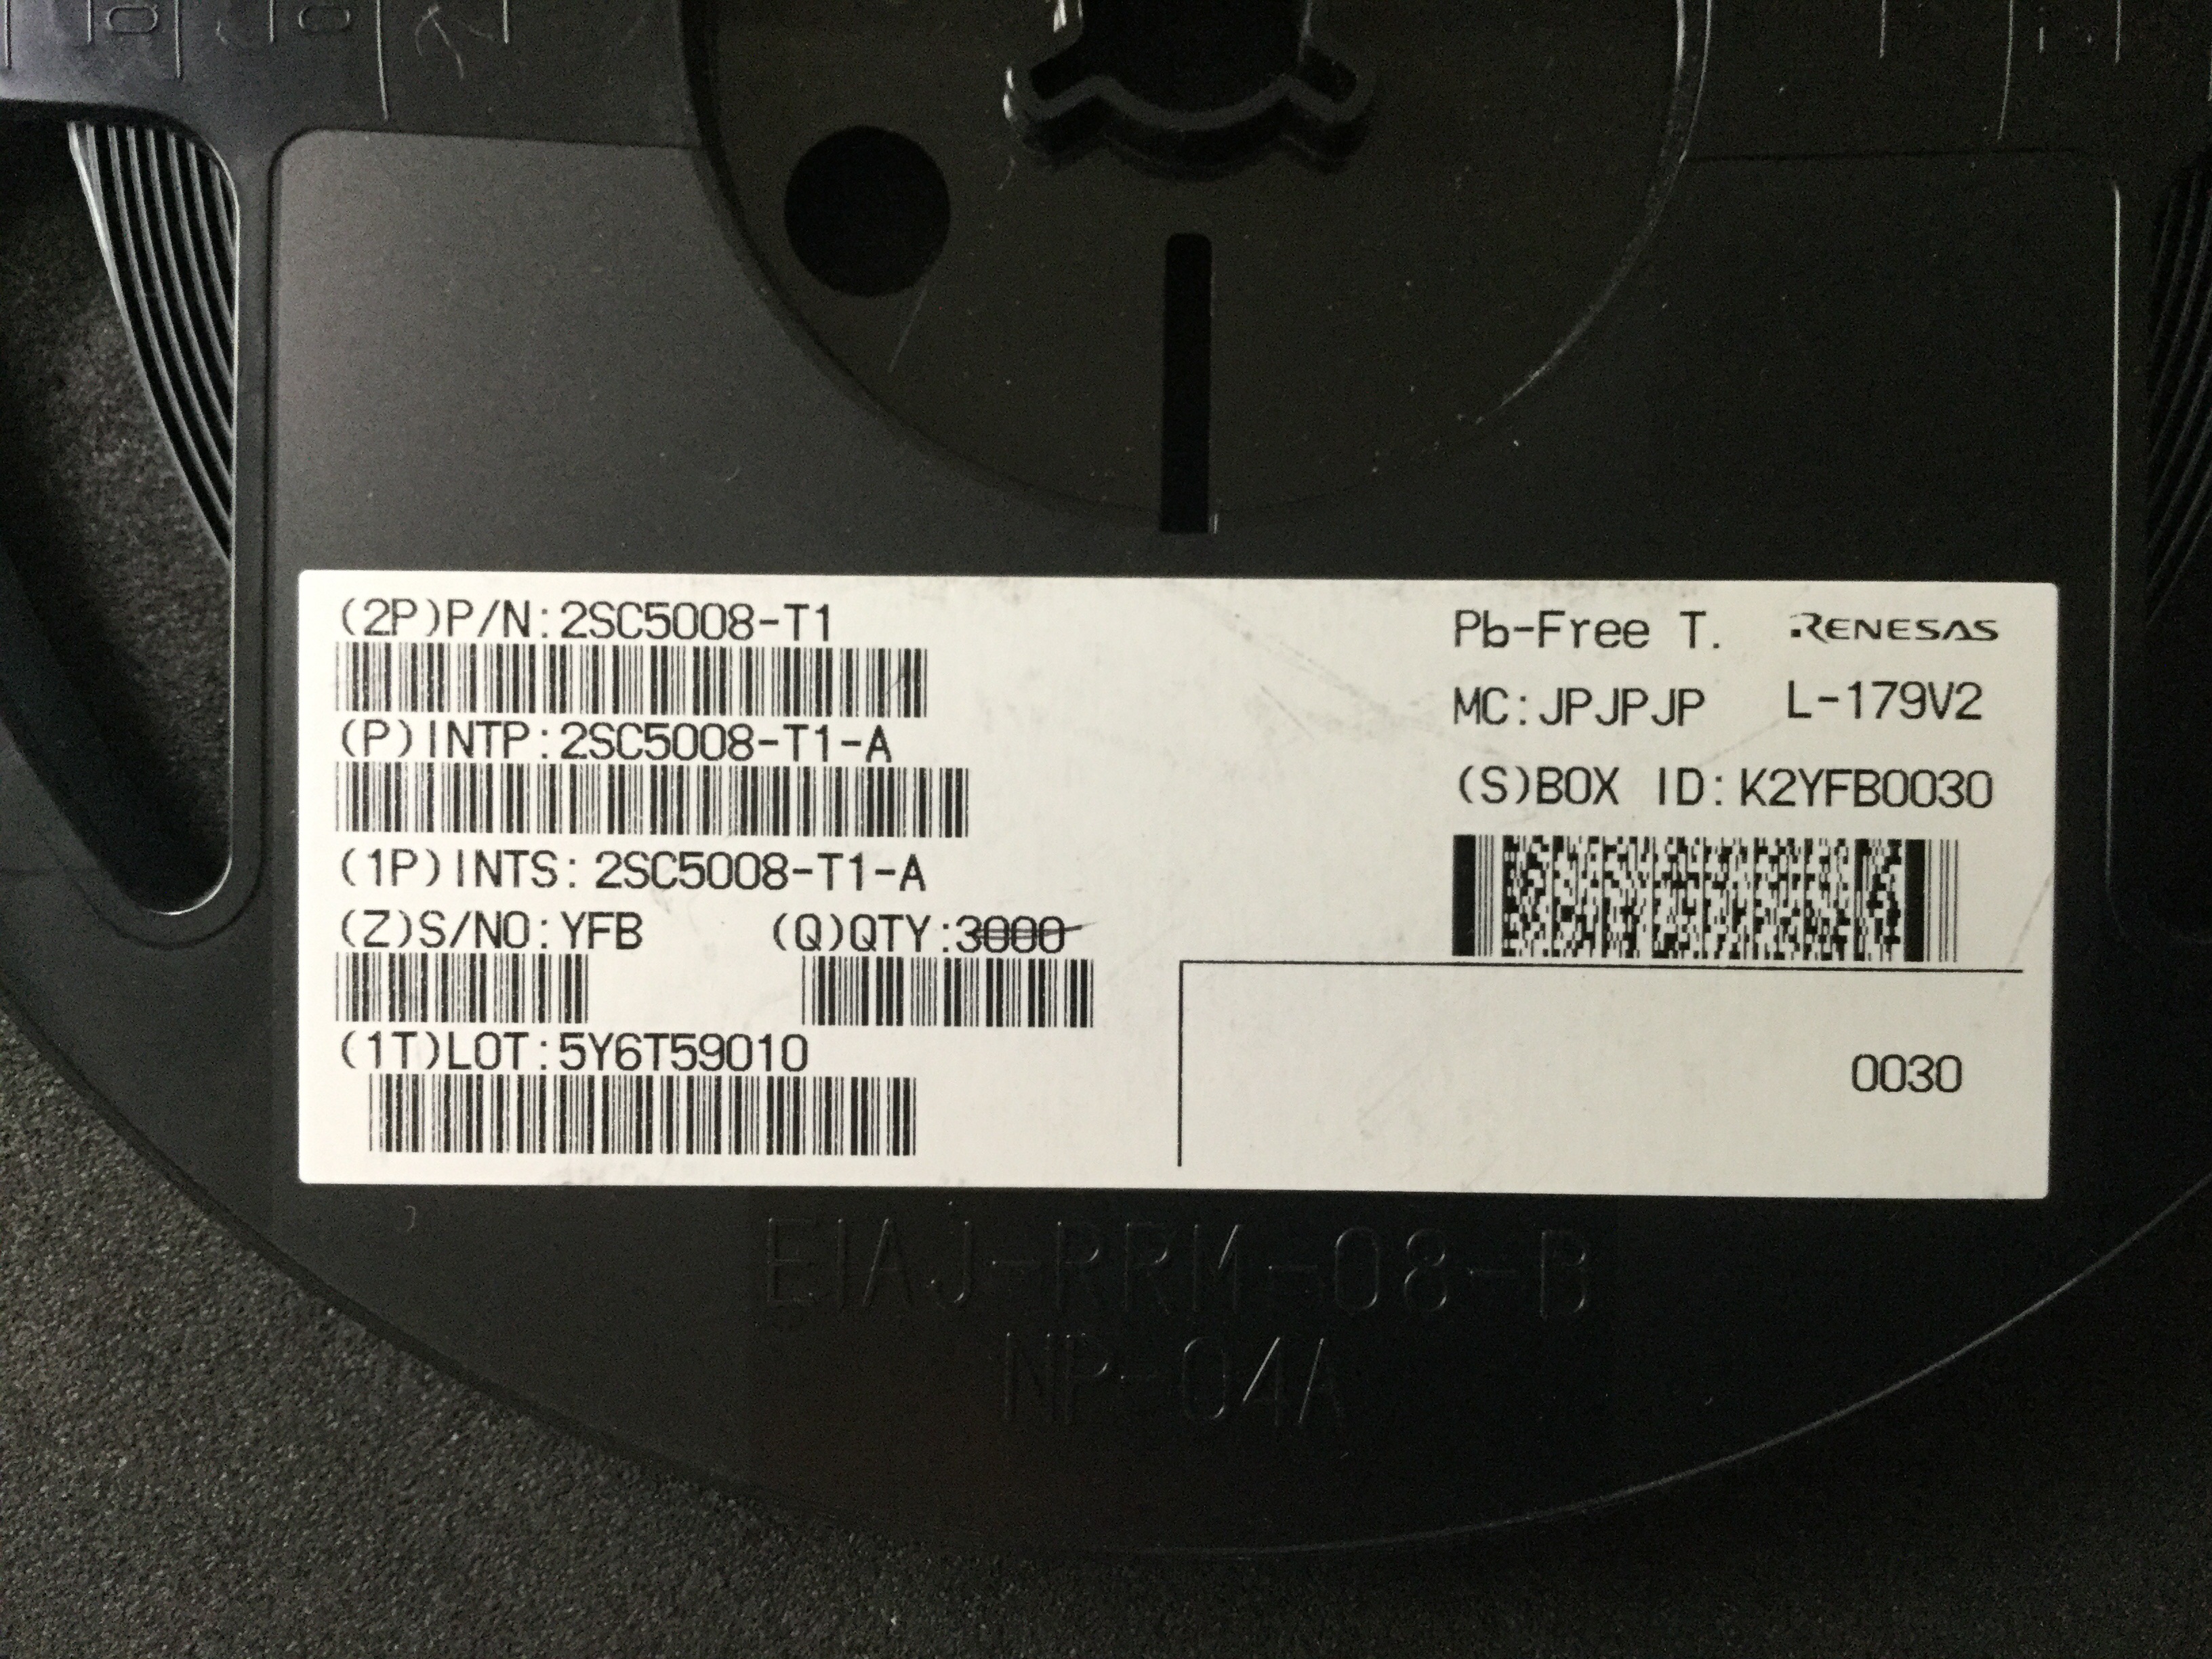 (2P)P/N:2SC5008-T1
(P)INTP:2SC5008-T1-A
(1P)INTS:2SC5008-T1-A
(Z)S/NO:YFB (Q)QTY:3000
(1T)LOT:5Y6T59010
Pb-Free T. RENESAS
MC:JPJPJP L-179V2
(S)BOX ID:K2YFB0030
0030
EIAJ-RRM-08-B
NP-04A